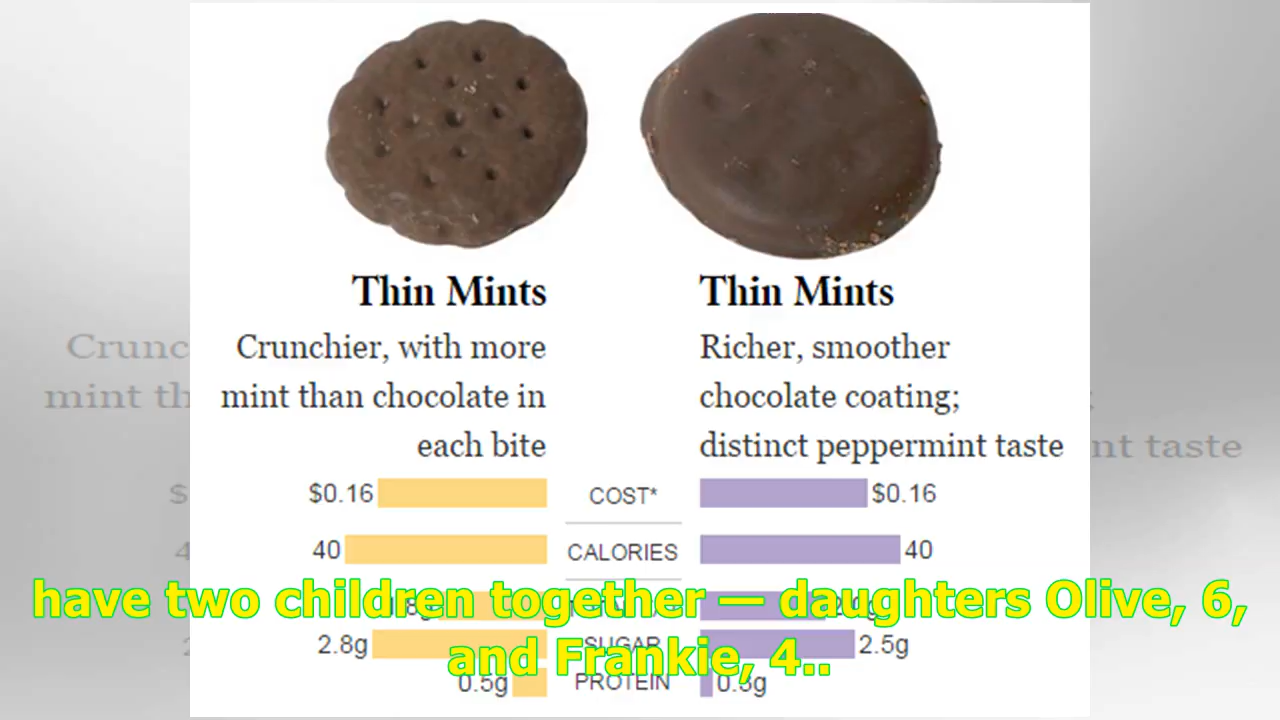 Thin Mints Thin Mints
Crunchier, with more Richer, smoother
mint than chocolate in chocolate coating;
each bite distinct peppermint taste
$0.16 COST* $0.16
40 CALORIES 40
have two children together — daughters Olive, 6,
2.8g SUGAR 2.5g
and Frankie, 4..
0.5g PROTEIN